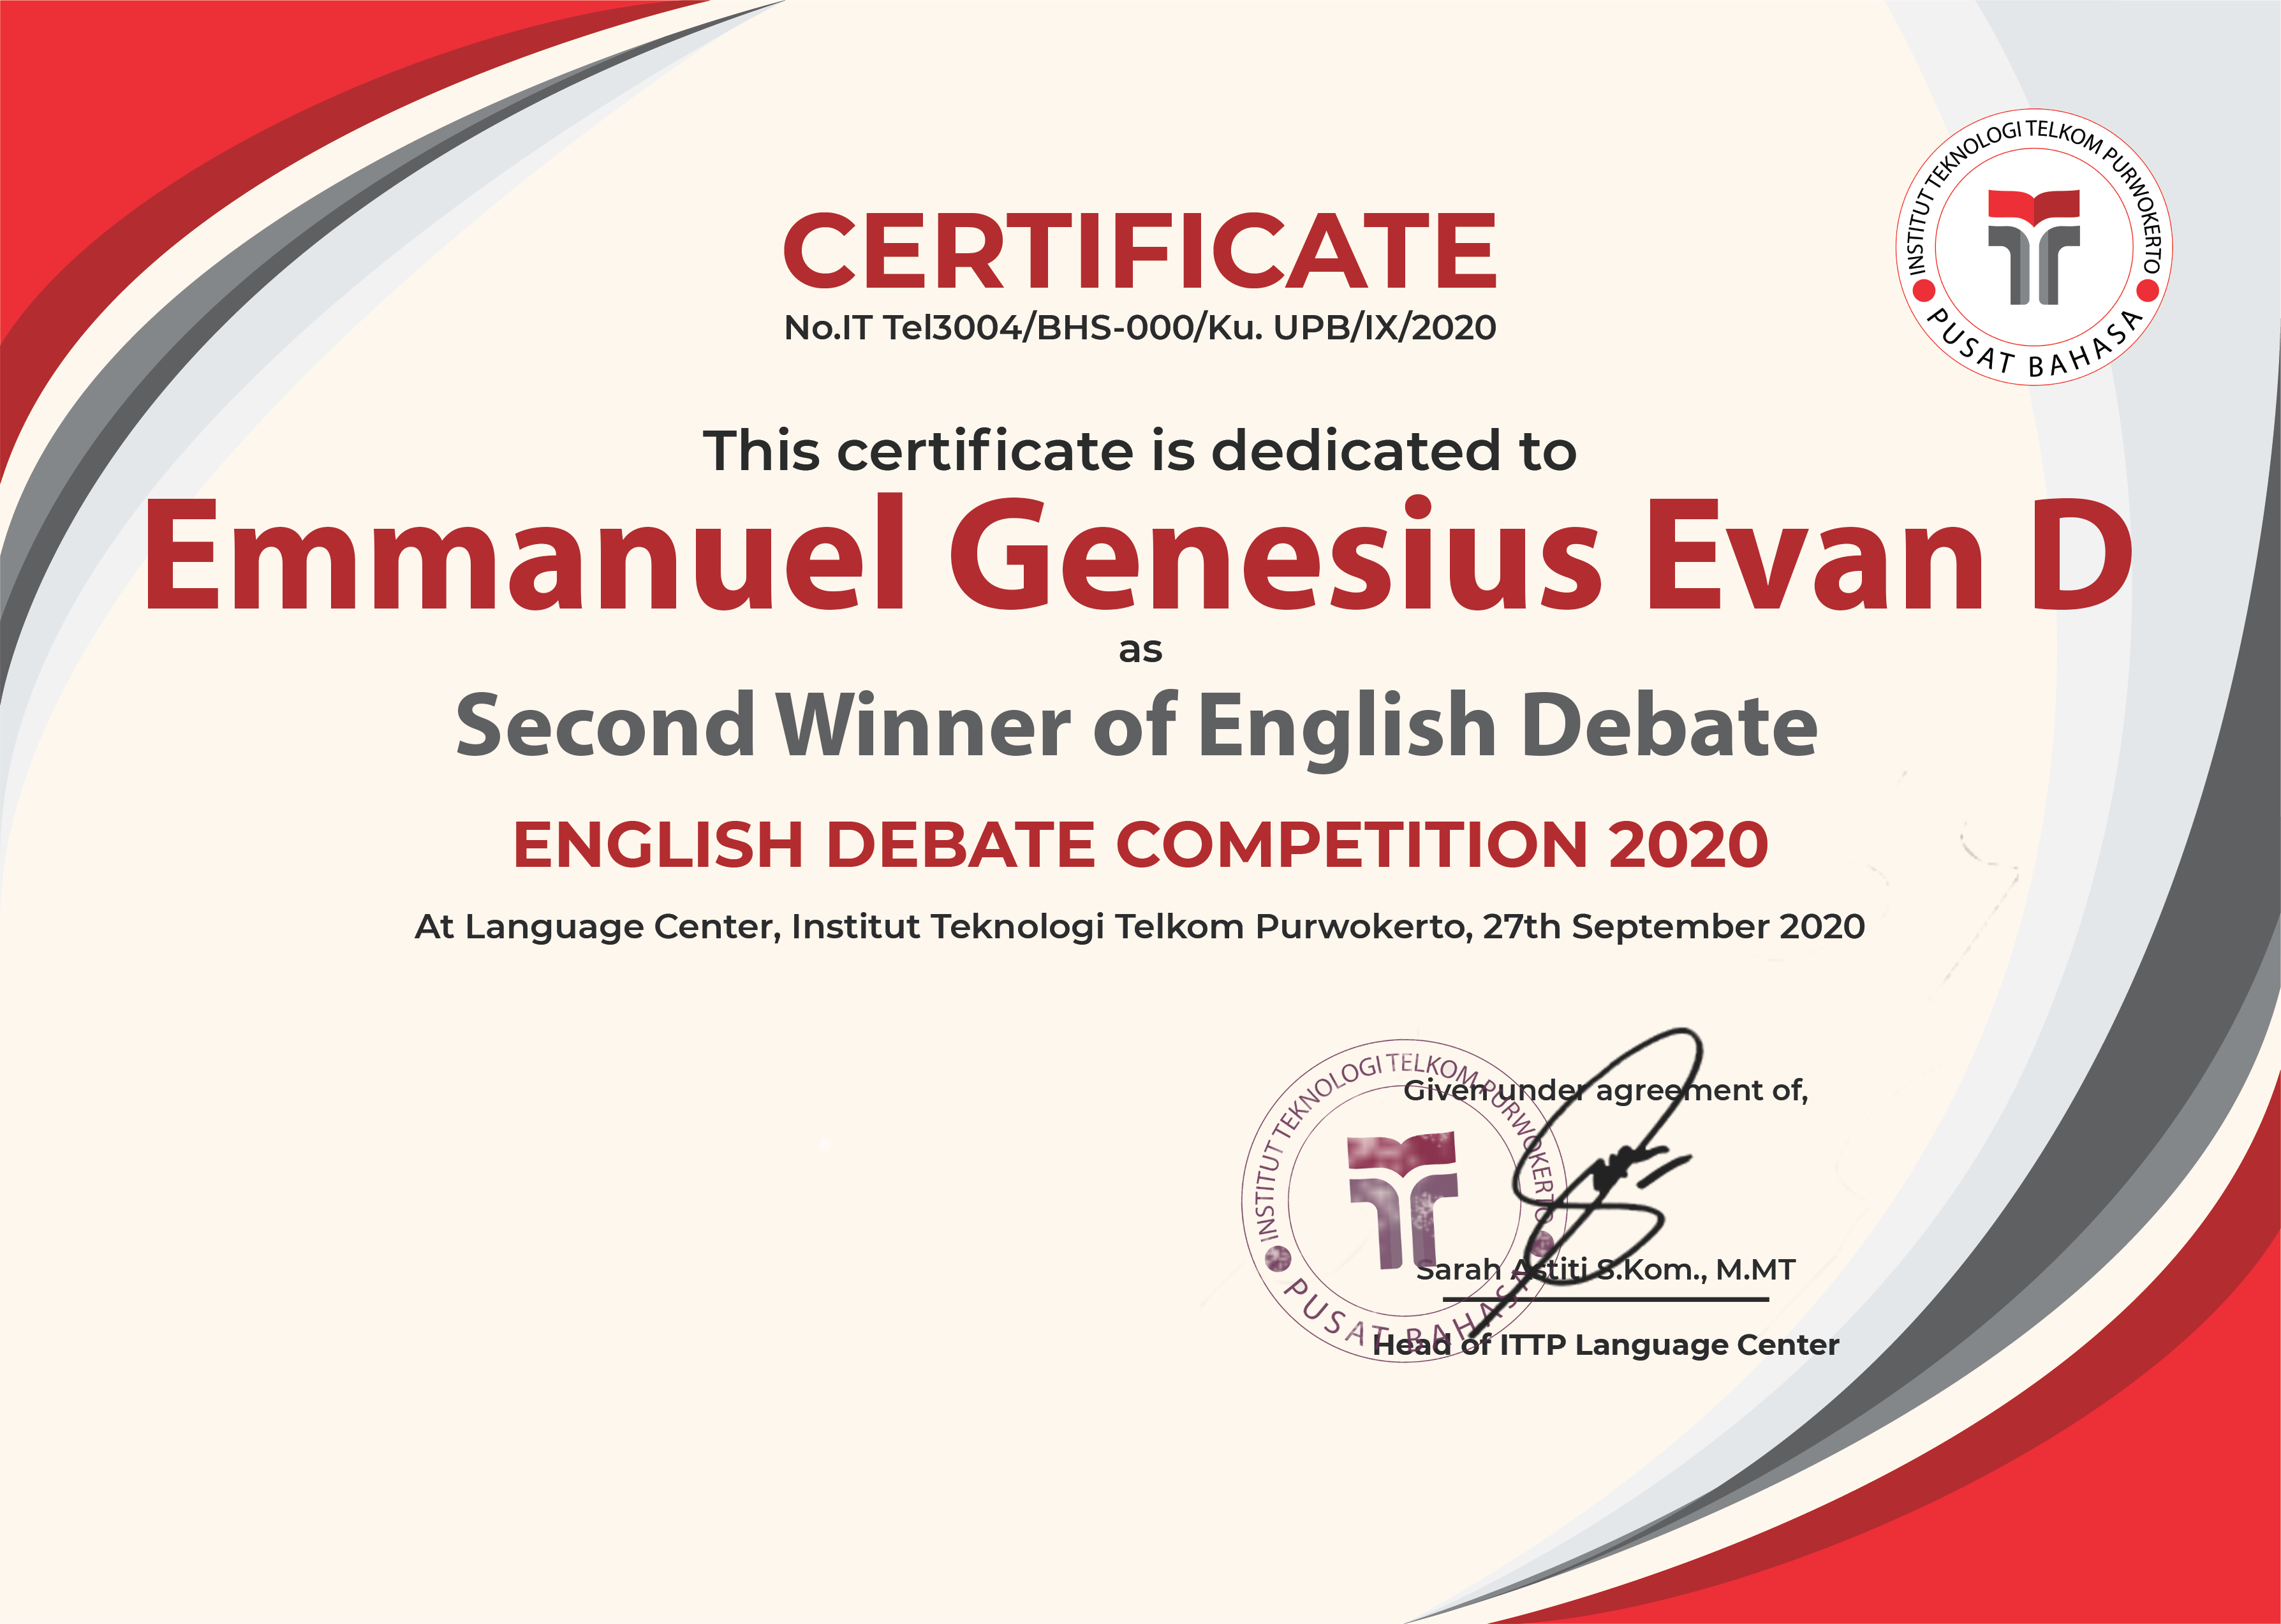 INSTITUT TEKNOLOGI TELKOM PURWOKERTO
PUSAT BAHASA
CERTIFICATE
No.IT Tel3004/BHS-000/Ku. UPB/IX/2020
This certificate is dedicated to
Emmanuel Genesius Evan D
as
Second Winner of English Debate
ENGLISH DEBATE COMPETITION 2020
At Language Center, Institut Teknologi Telkom Purwokerto, 27th September 2020
Given under agreement of,
INSTITUT TEKNOLOGI TELKOM PURWOKERTO
PUSAT BAHASA
Sarah Astiti S.Kom., M.MT
Head of ITTP Language Center